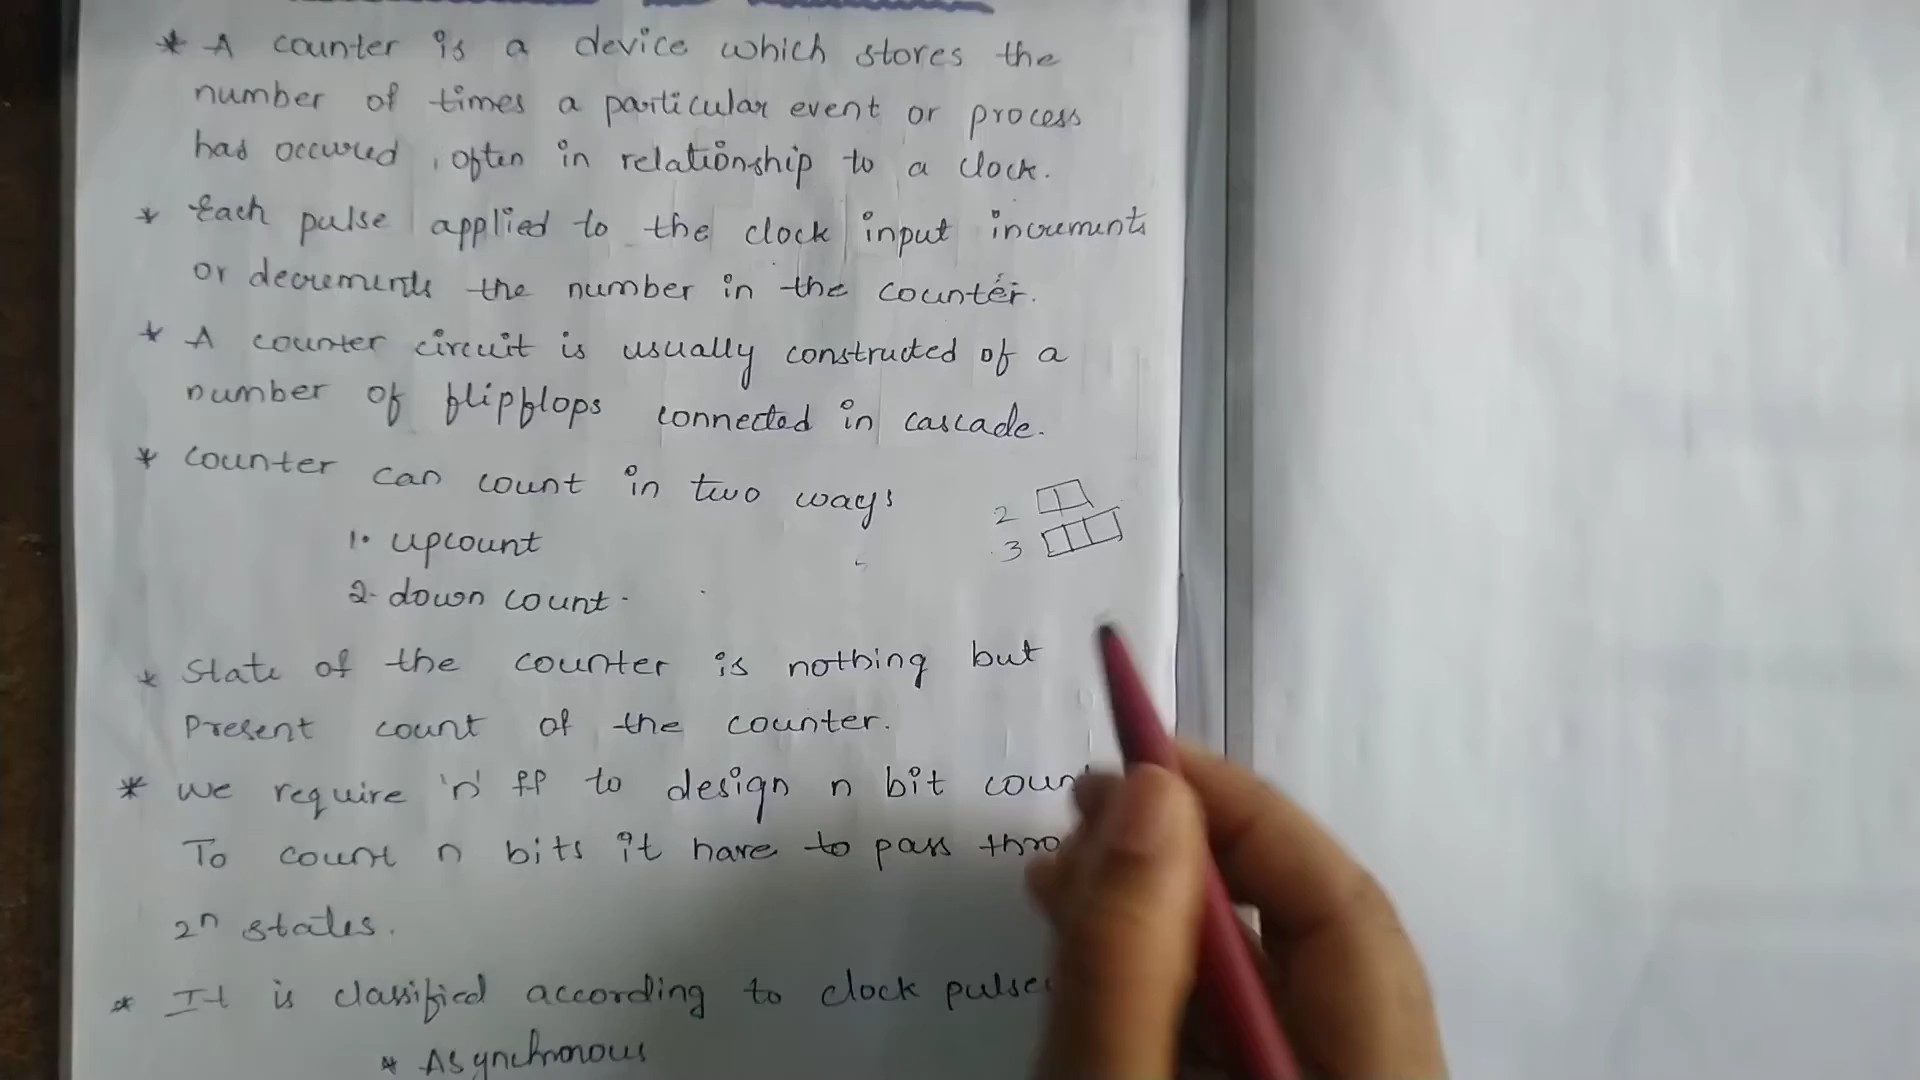 * A counter is a device which stores the
number of times a particular event or process
has occured, often in relationship to a clock.
* Each pulse applied to the clock input increments
or decrements the number in the counter.
* A counter circuit is usually constructed of a
number of flipflops connected in cascade.
* counter can count in two ways
1. upcount
2. down count.
2
3
* State of the counter is nothing but
Present count of the counter.
* we require 'n' ff to design n bit coun
To count n bits it have to pass thro
2ⁿ states.
* It is classified according to clock pulse
* Asynchronous